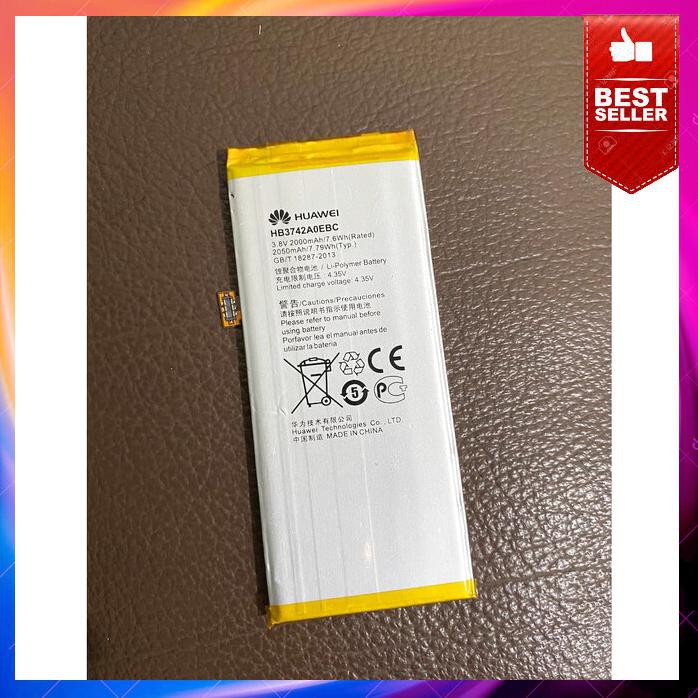 BEST
SELLER
HUAWEI
HB3742A0EBC
3.8V 2000mAh/7.6Wh(Rated)
2050mAh/7.79Wh(Typ.)
GB/T 18287-2013
锂聚合物电池 / Li-Polymer Battery
充电限制电压: 4.35V
Limited charge voltage: 4.35V
警告/Cautions/Precauciones
请按照说明书指示使用电池
Please refer to manual before
using battery
Porfavor lea el manual antes de
utilizar la bateria
CE
5
PC
华为技术有限公司
Huawei Technologies Co., LTD.
中国制造 MADE IN CHINA